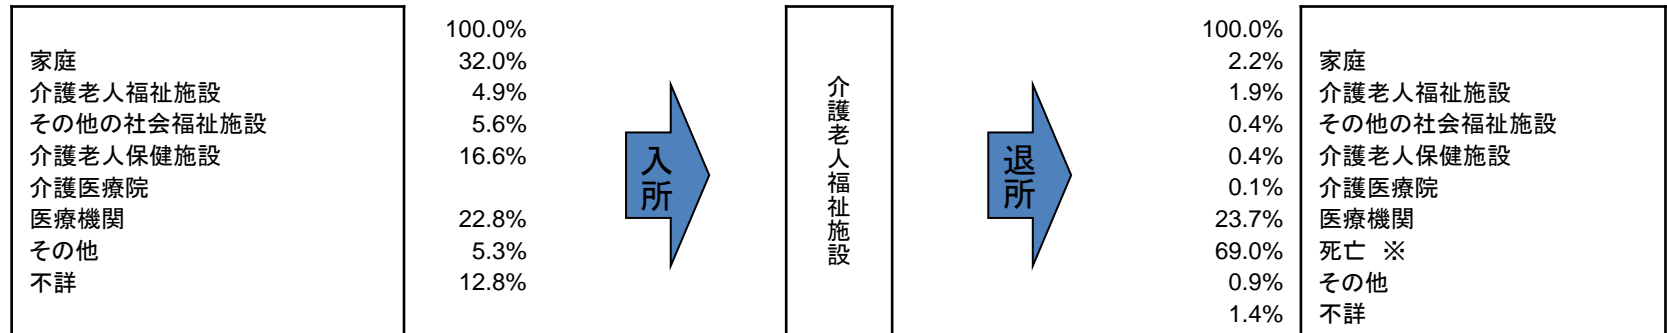 100.0%
家庭 32.0%
介護老人福祉施設 4.9%
その他の社会福祉施設 5.6%
介護老人保健施設 16.6%
介護医療院
医療機関 22.8%
その他 5.3%
不詳 12.8%
入所
介護老人福祉施設
退所
100.0%
2.2% 家庭
1.9% 介護老人福祉施設
0.4% その他の社会福祉施設
0.4% 介護老人保健施設
0.1% 介護医療院
23.7% 医療機関
69.0% 死亡 ※
0.9% その他
1.4% 不詳